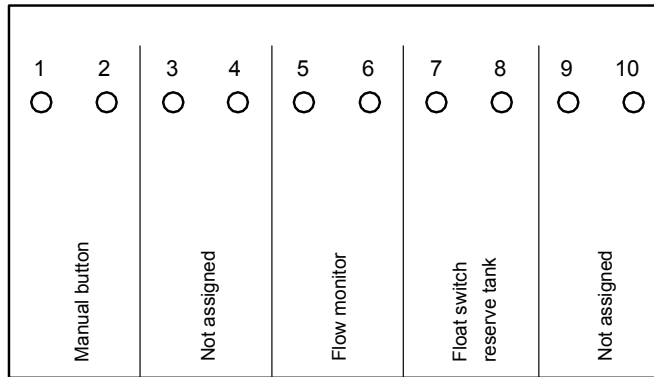 1 2 3 4 5 6 7 8 9 10
Manual button
Not assigned
Flow monitor
Float switch
reserve tank
Not assigned